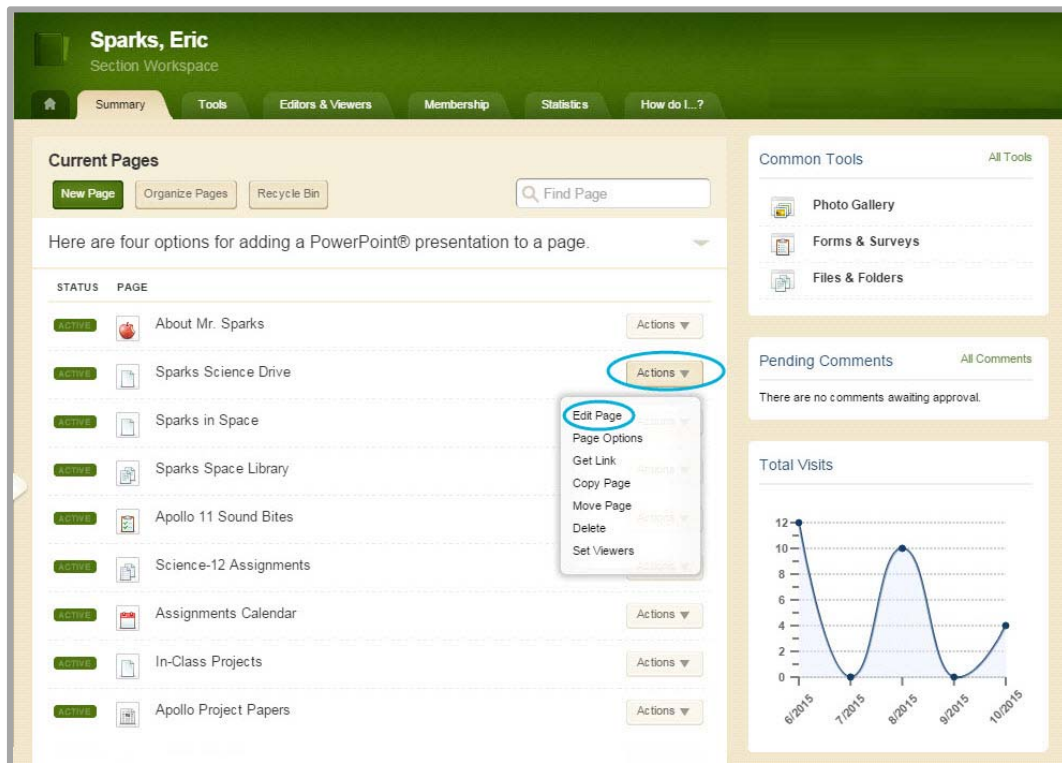 Sparks, Eric
Section Workspace
Summary Tools Editors & Viewers Membership Statistics How do I...?
Current Pages
New Page Organize Pages Recycle Bin Find Page
Here are four options for adding a PowerPoint® presentation to a page.
STATUS PAGE
ACTIVE About Mr. Sparks Actions
ACTIVE Sparks Science Drive Actions
ACTIVE Sparks in Space
ACTIVE Sparks Space Library
ACTIVE Apollo 11 Sound Bites
ACTIVE Science-12 Assignments
ACTIVE Assignments Calendar Actions
ACTIVE In-Class Projects Actions
ACTIVE Apollo Project Papers Actions
Edit Page
Page Options
Get Link
Copy Page
Move Page
Delete
Set Viewers
Common Tools All Tools
Photo Gallery
Forms & Surveys
Files & Folders
Pending Comments All Comments
There are no comments awaiting approval.
Total Visits
12
10
8
6
4
2
0
6/2015 7/2015 8/2015 9/2015 10/2015